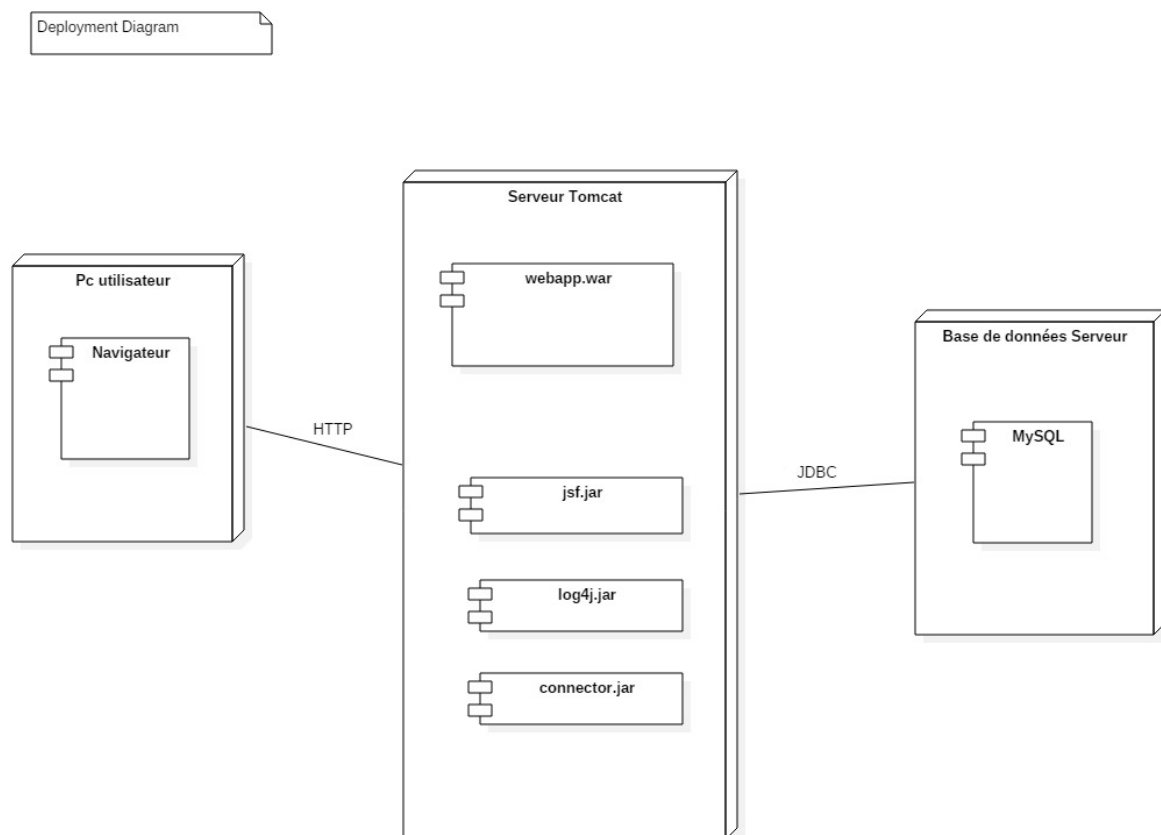 Deployment Diagram
Serveur Tomcat
webapp.war
Pc utilisateur
Navigateur
Base de données Serveur
MySQL
HTTP
JDBC
jsf.jar
log4j.jar
connector.jar